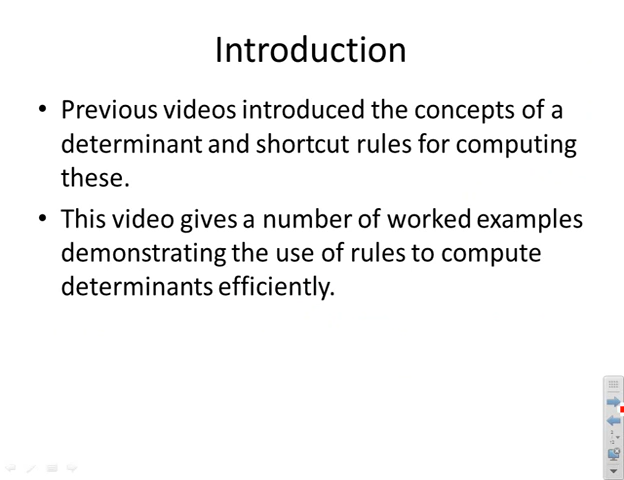 Introduction
• Previous videos introduced the concepts of a
determinant and shortcut rules for computing
these.
• This video gives a number of worked examples
demonstrating the use of rules to compute
determinants efficiently.